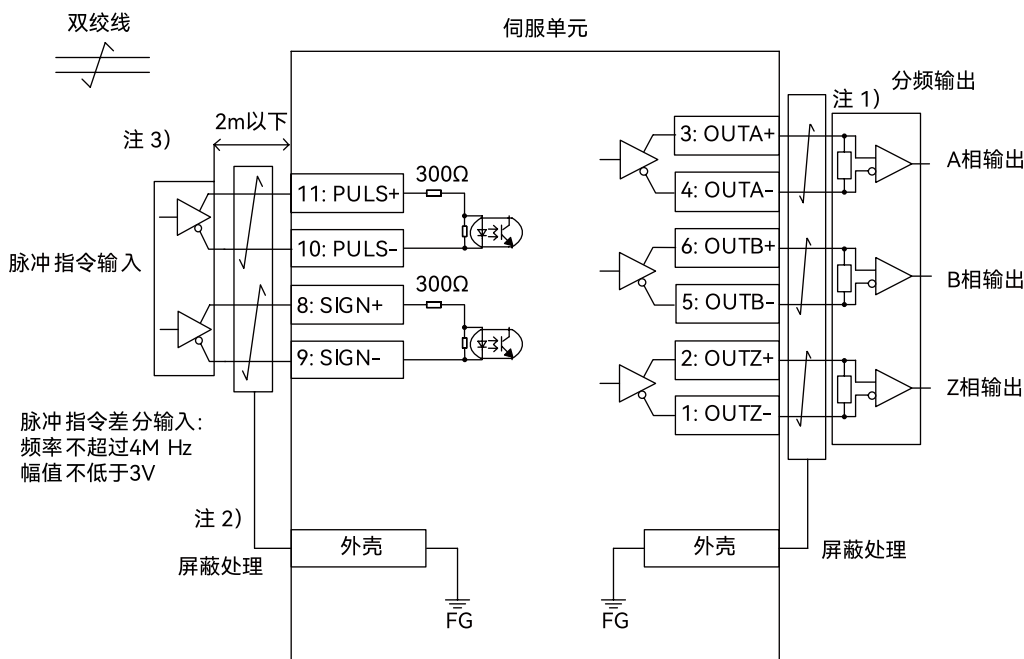 双绞线
伺服单元
分频输出
注 1)
注 3)
2m以下
3: OUTA+
A相输出
4: OUTA-
11: PULS+
300Ω
10: PULS-
脉冲指令输入
6: OUTB+
B相输出
5: OUTB-
8: SIGN+
300Ω
9: SIGN-
2: OUTZ+
Z相输出
1: OUTZ-
脉冲指令差分输入:
频率不超过4M Hz
幅值不低于3V
注 2)
屏蔽处理
外壳
FG
外壳
屏蔽处理
FG